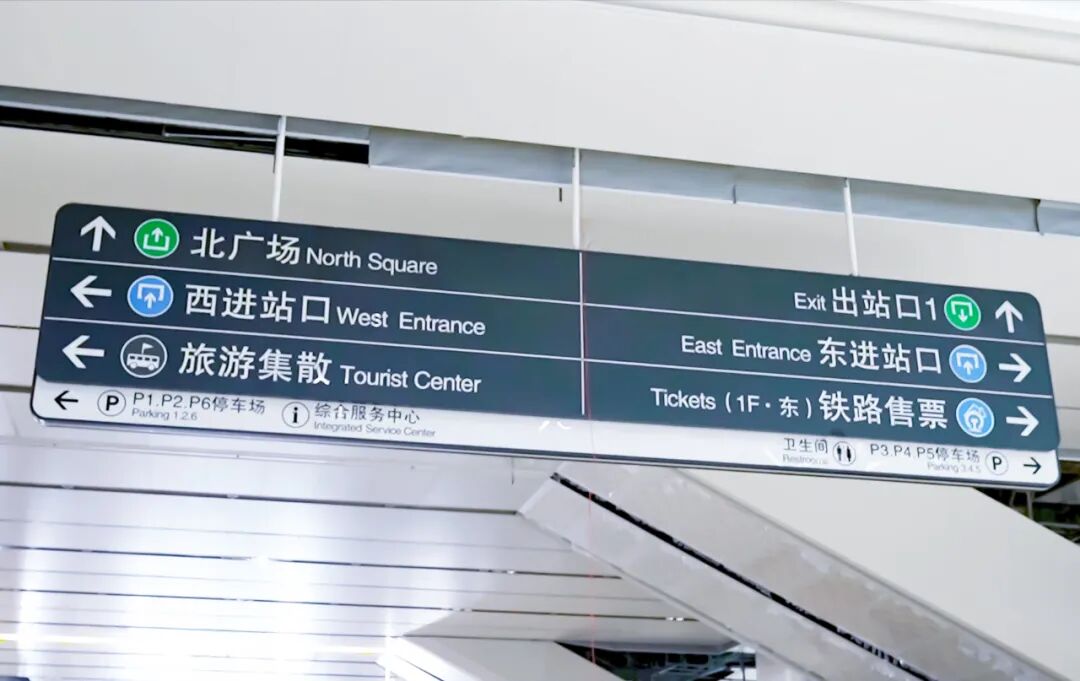 北广场 North Square
西进站口 West Entrance
旅游集散 Tourist Center
P P1.P2.P6停车场
Parking 1.2.6
i 综合服务中心
Integrated Service Center
Exit 出站口1
East Entrance 东进站口
Tickets (1F·东) 铁路售票
卫生间
Restrooms
P3.P4.P5停车场 P
Parking 3.4.5